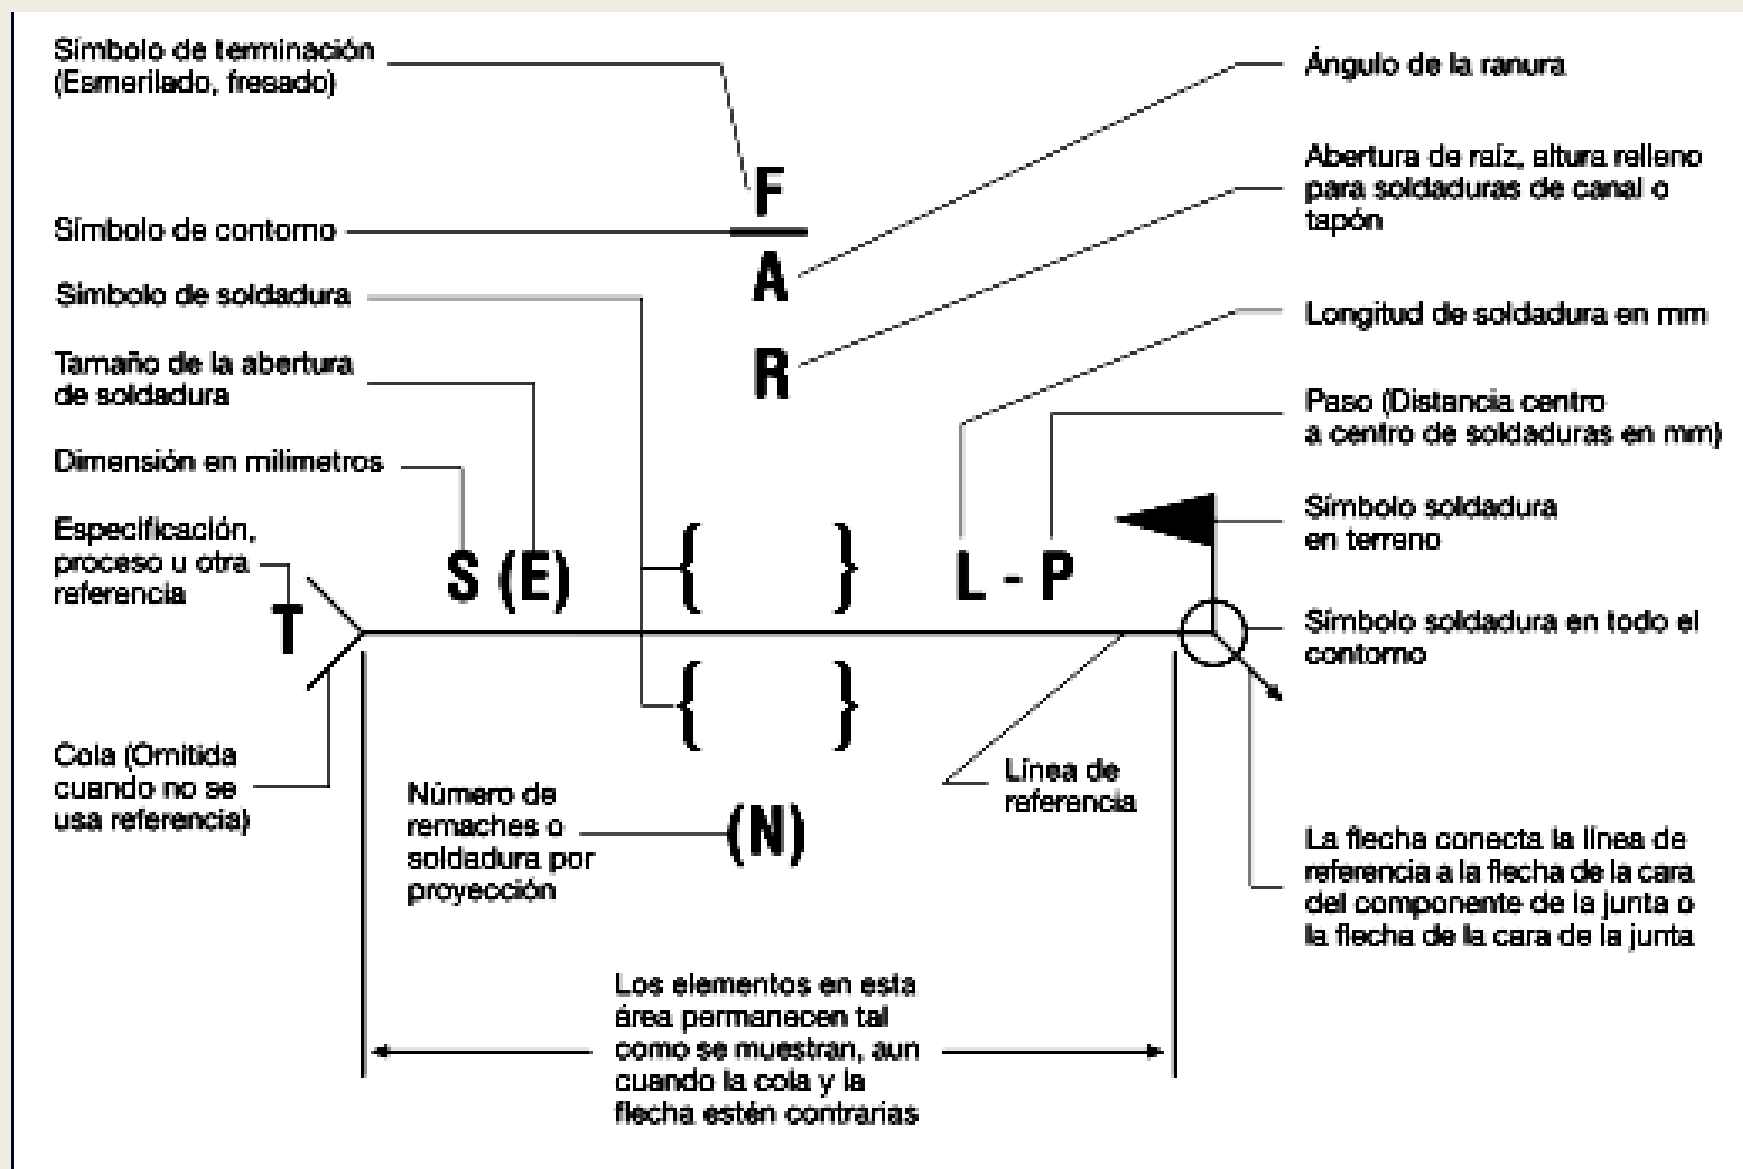 Símbolo de terminación
(Esmerilado, fresado)
Símbolo de contorno
Símbolo de soldadura
Tamaño de la abertura
de soldadura
Dimensión en milimetros
Especificación,
proceso u otra
referencia
Cola (Omitida
cuando no se
usa referencia)
F
A
R
S (E)
{ }
L - P
T
{ }
(N)
Número de
remaches o
soldadura por
proyección
Línea de
referencia
Los elementos en esta
área permanecen tal
como se muestran, aun
cuando la cola y la
flecha estén contrarias
Ángulo de la ranura
Abertura de raíz, altura relleno
para soldaduras de canal o
tapón
Longitud de soldadura en mm
Paso (Distancia centro
a centro de soldaduras en mm)
Símbolo soldadura
en terreno
Símbolo soldadura en todo el
contorno
La flecha conecta la línea de
referencia a la flecha de la cara
del componente de la junta o
la flecha de la cara de la junta